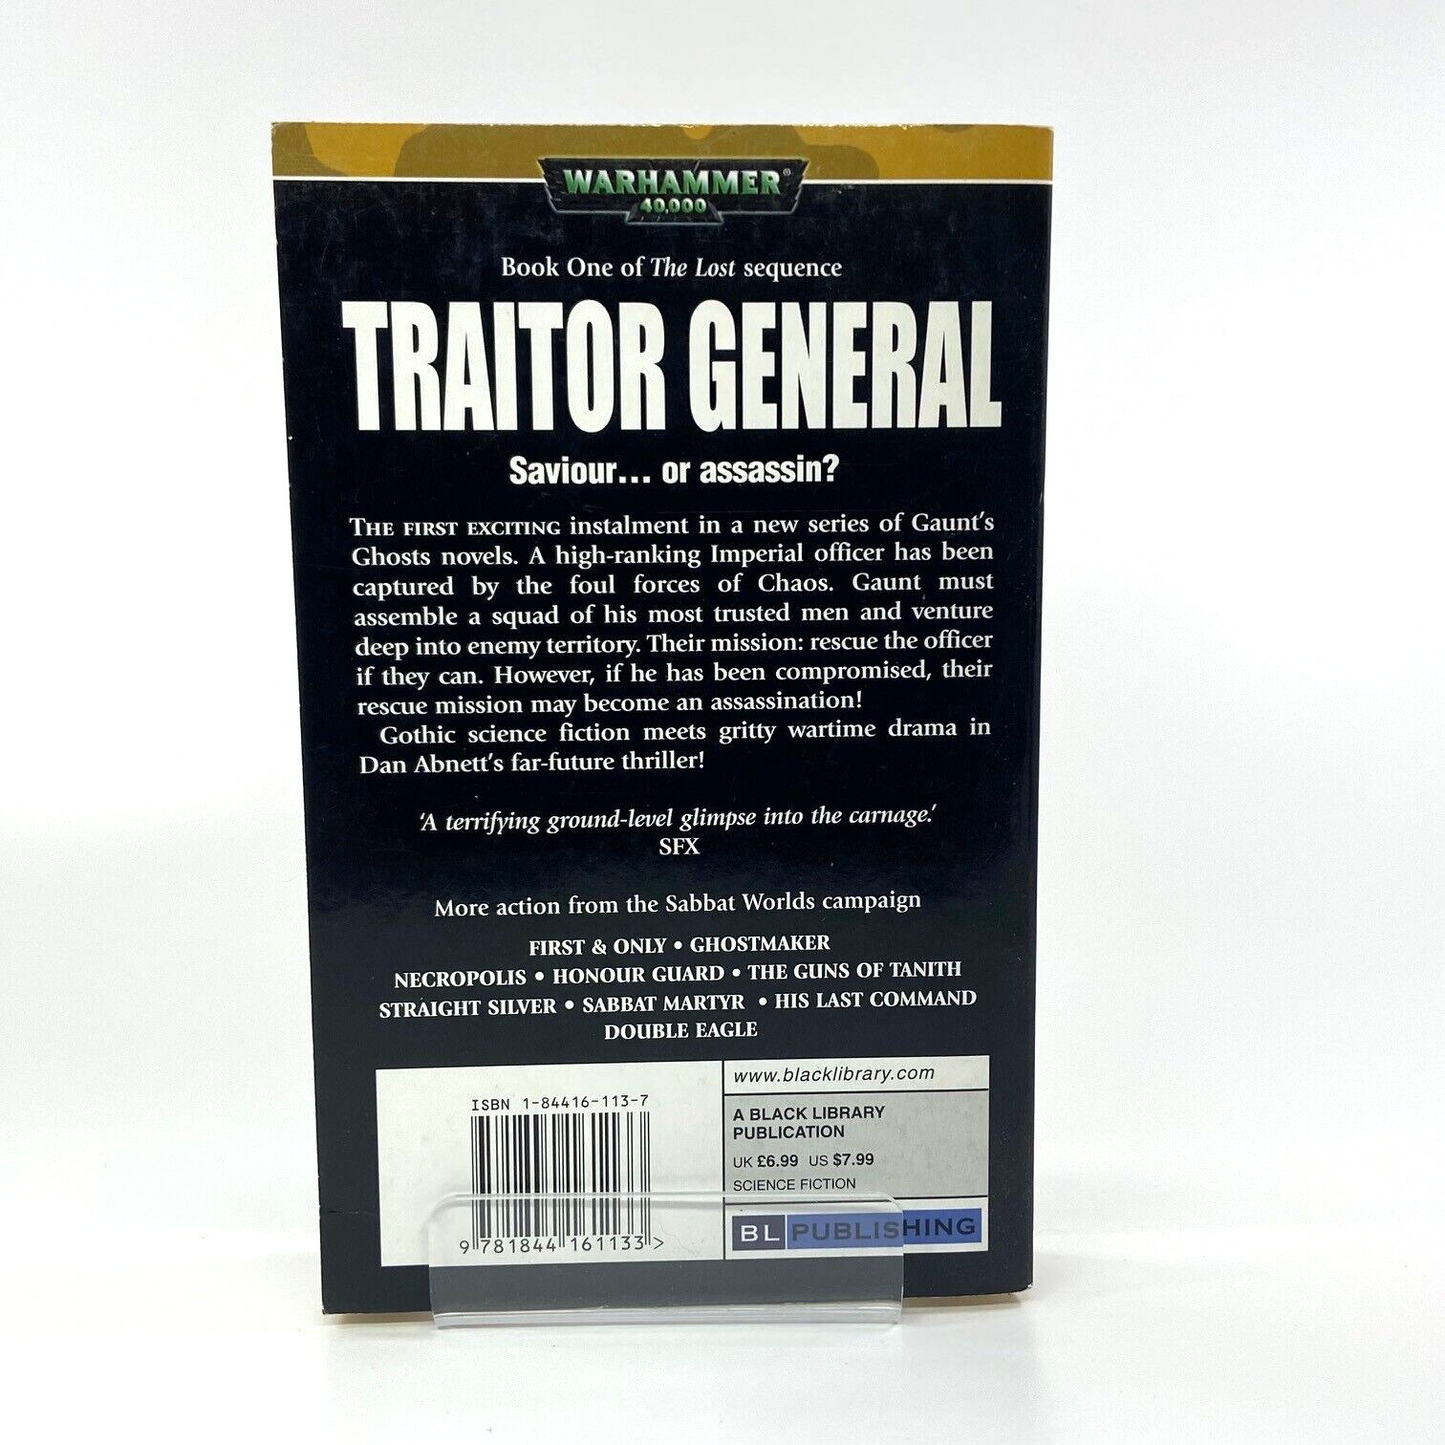 WARHAMMER®
40,000
Book One of The Lost sequence
TRAITOR GENERAL
Saviour... or assassin?
THE FIRST EXCITING instalment in a new series of Gaunt's
Ghosts novels. A high-ranking Imperial officer has been
captured by the foul forces of Chaos. Gaunt must
assemble a squad of his most trusted men and venture
deep into enemy territory. Their mission: rescue the officer
if they can. However, if he has been compromised, their
rescue mission may become an assassination!
Gothic science fiction meets gritty wartime drama in
Dan Abnett's far-future thriller!
'A terrifying ground-level glimpse into the carnage.'
SFX
More action from the Sabbat Worlds campaign
FIRST & ONLY • GHOSTMAKER
NECROPOLIS • HONOUR GUARD • THE GUNS OF TANITH
STRAIGHT SILVER • SABBAT MARTYR • HIS LAST COMMAND
DOUBLE EAGLE
ISBN 1-84416-113-7
9 781844 161133 >
www.blacklibrary.com
A BLACK LIBRARY
PUBLICATION
UK £6.99 US $7.99
SCIENCE FICTION
BL PUBLISHING